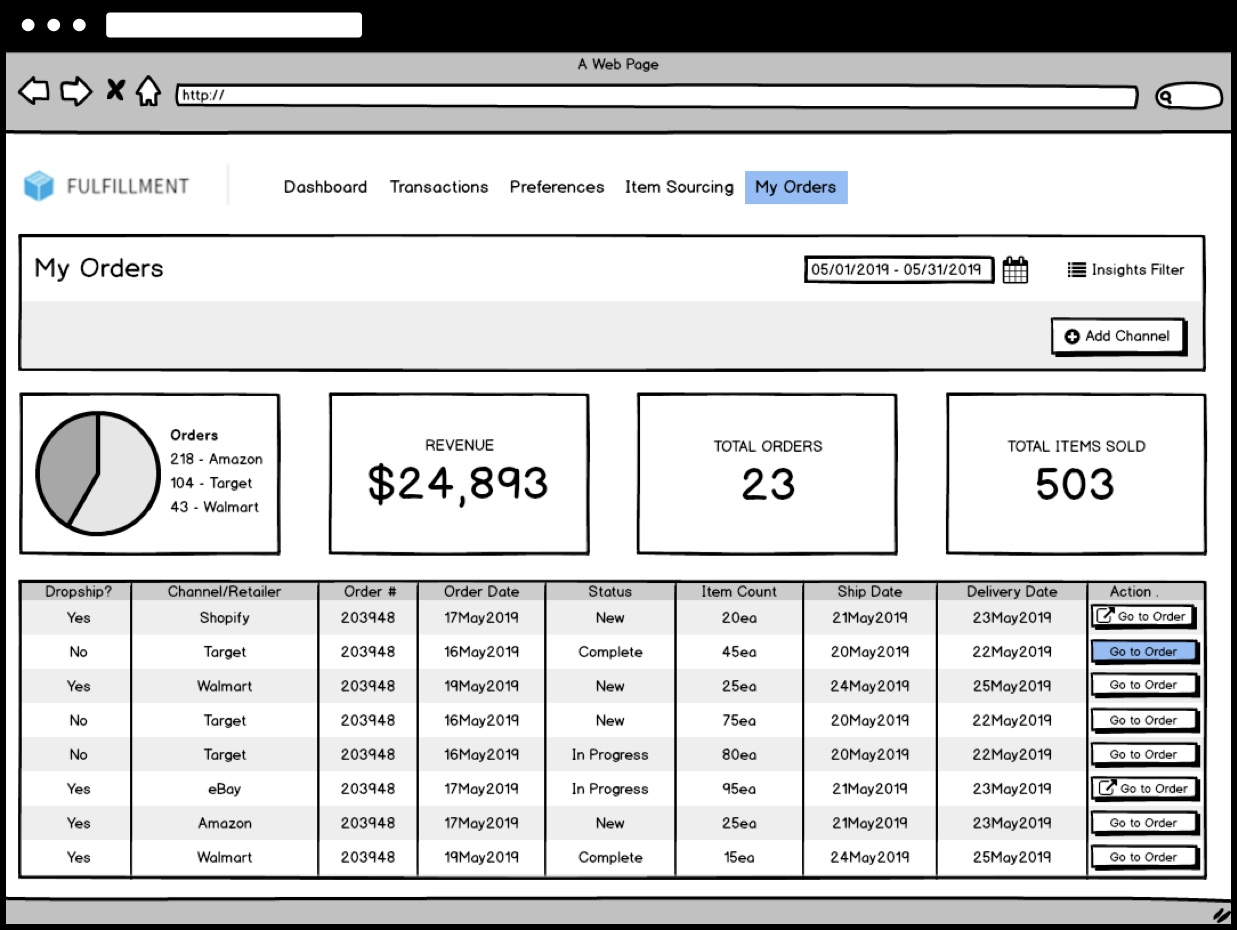 A Web Page
http://
FULFILLMENT
Dashboard Transactions Preferences Item Sourcing My Orders
My Orders
05/01/2019 - 05/31/2019
Insights Filter
Add Channel
Orders
218 - Amazon
104 - Target
43 - Walmart
REVENUE
$24,893
TOTAL ORDERS
23
TOTAL ITEMS SOLD
503
Dropship? Channel/Retailer Order # Order Date Status Item Count Ship Date Delivery Date Action .
Yes Shopify 203948 17May2019 New 20ea 21May2019 23May2019 Go to Order
No Target 203948 16May2019 Complete 45ea 20May2019 22May2019 Go to Order
Yes Walmart 203948 19May2019 New 25ea 24May2019 25May2019 Go to Order
No Target 203948 16May2019 New 75ea 20May2019 22May2019 Go to Order
No Target 203948 16May2019 In Progress 80ea 20May2019 22May2019 Go to Order
Yes eBay 203948 17May2019 In Progress 95ea 21May2019 23May2019 Go to Order
Yes Amazon 203948 17May2019 New 25ea 21May2019 23May2019 Go to Order
Yes Walmart 203948 19May2019 Complete 15ea 24May2019 25May2019 Go to Order